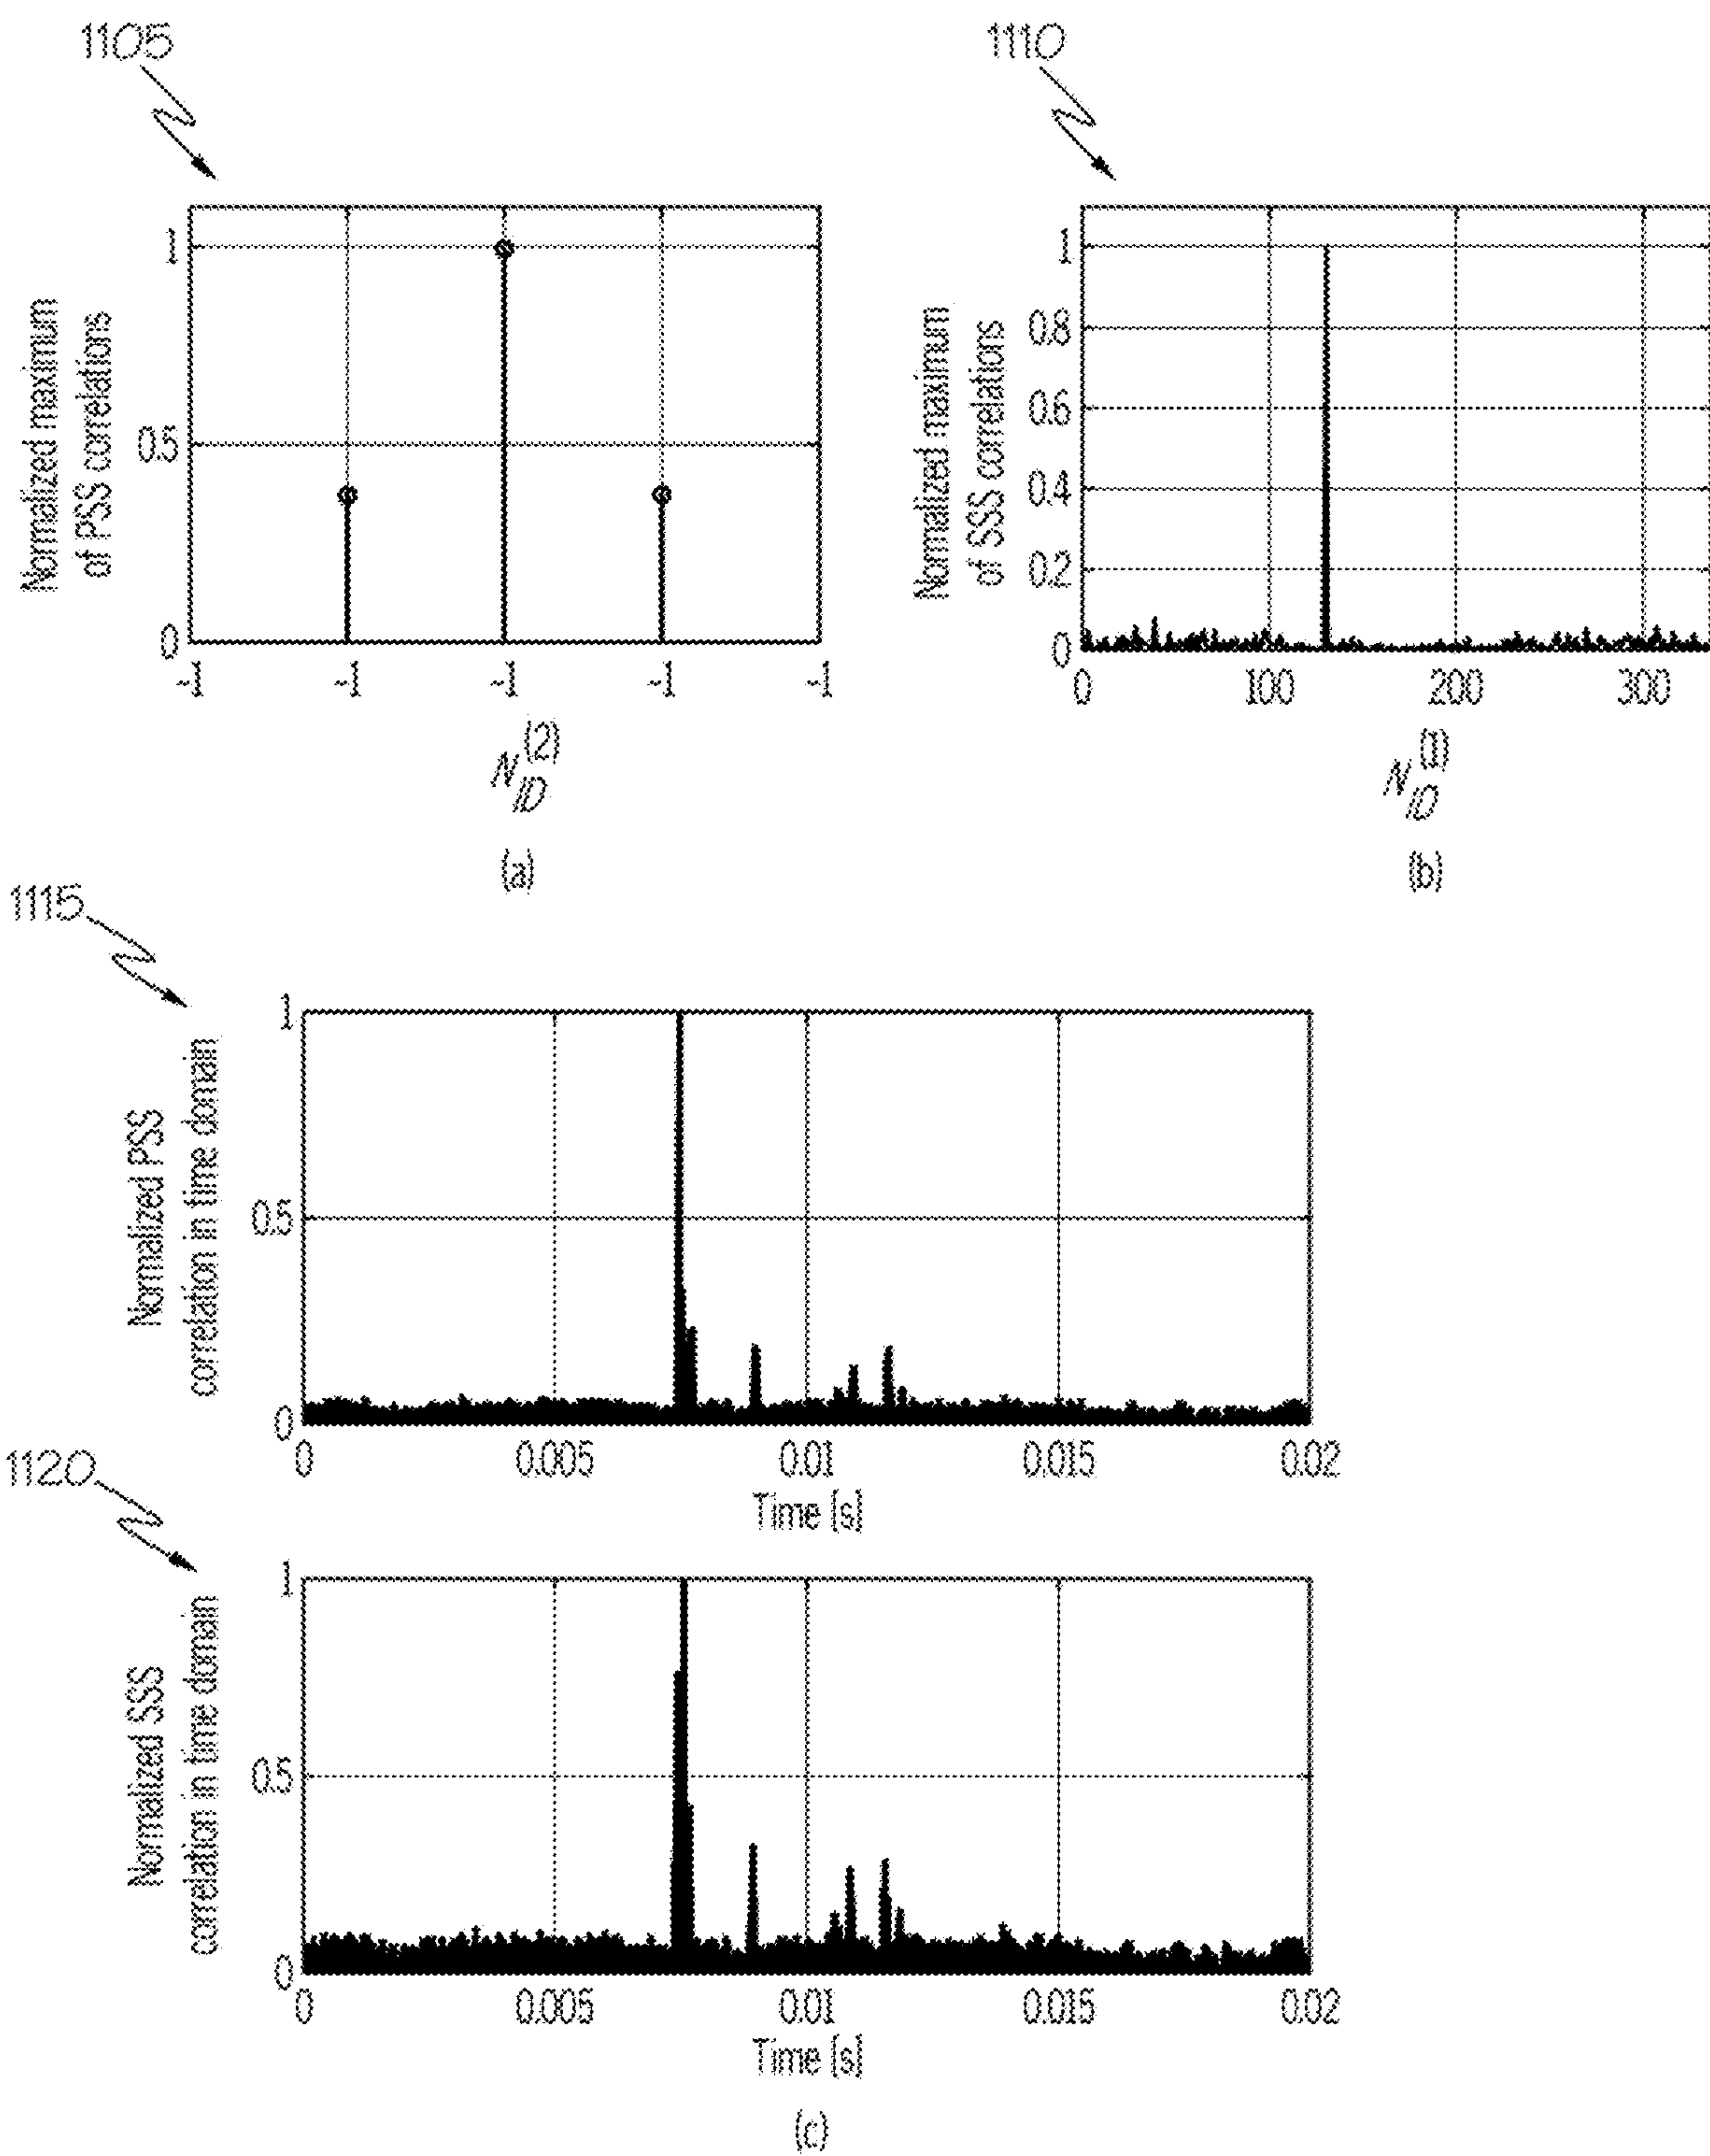 1105
1110
Normalized maximum
of PSS correlations
1
0.5
0
-1 -1 -1 -1 -1
N_ID^(2)
(a)
Normalized maximum
of SSS correlations
1
0.8
0.6
0.4
0.2
0
0 100 200 300
N_ID^(1)
(b)
1115
Normalized PSS
correlation in time domain
1
0.5
0
0 0.005 0.01 0.015 0.02
Time [s]
1120
Normalized SSS
correlation in time domain
1
0.5
0
0 0.005 0.01 0.015 0.02
Time [s]
(c)